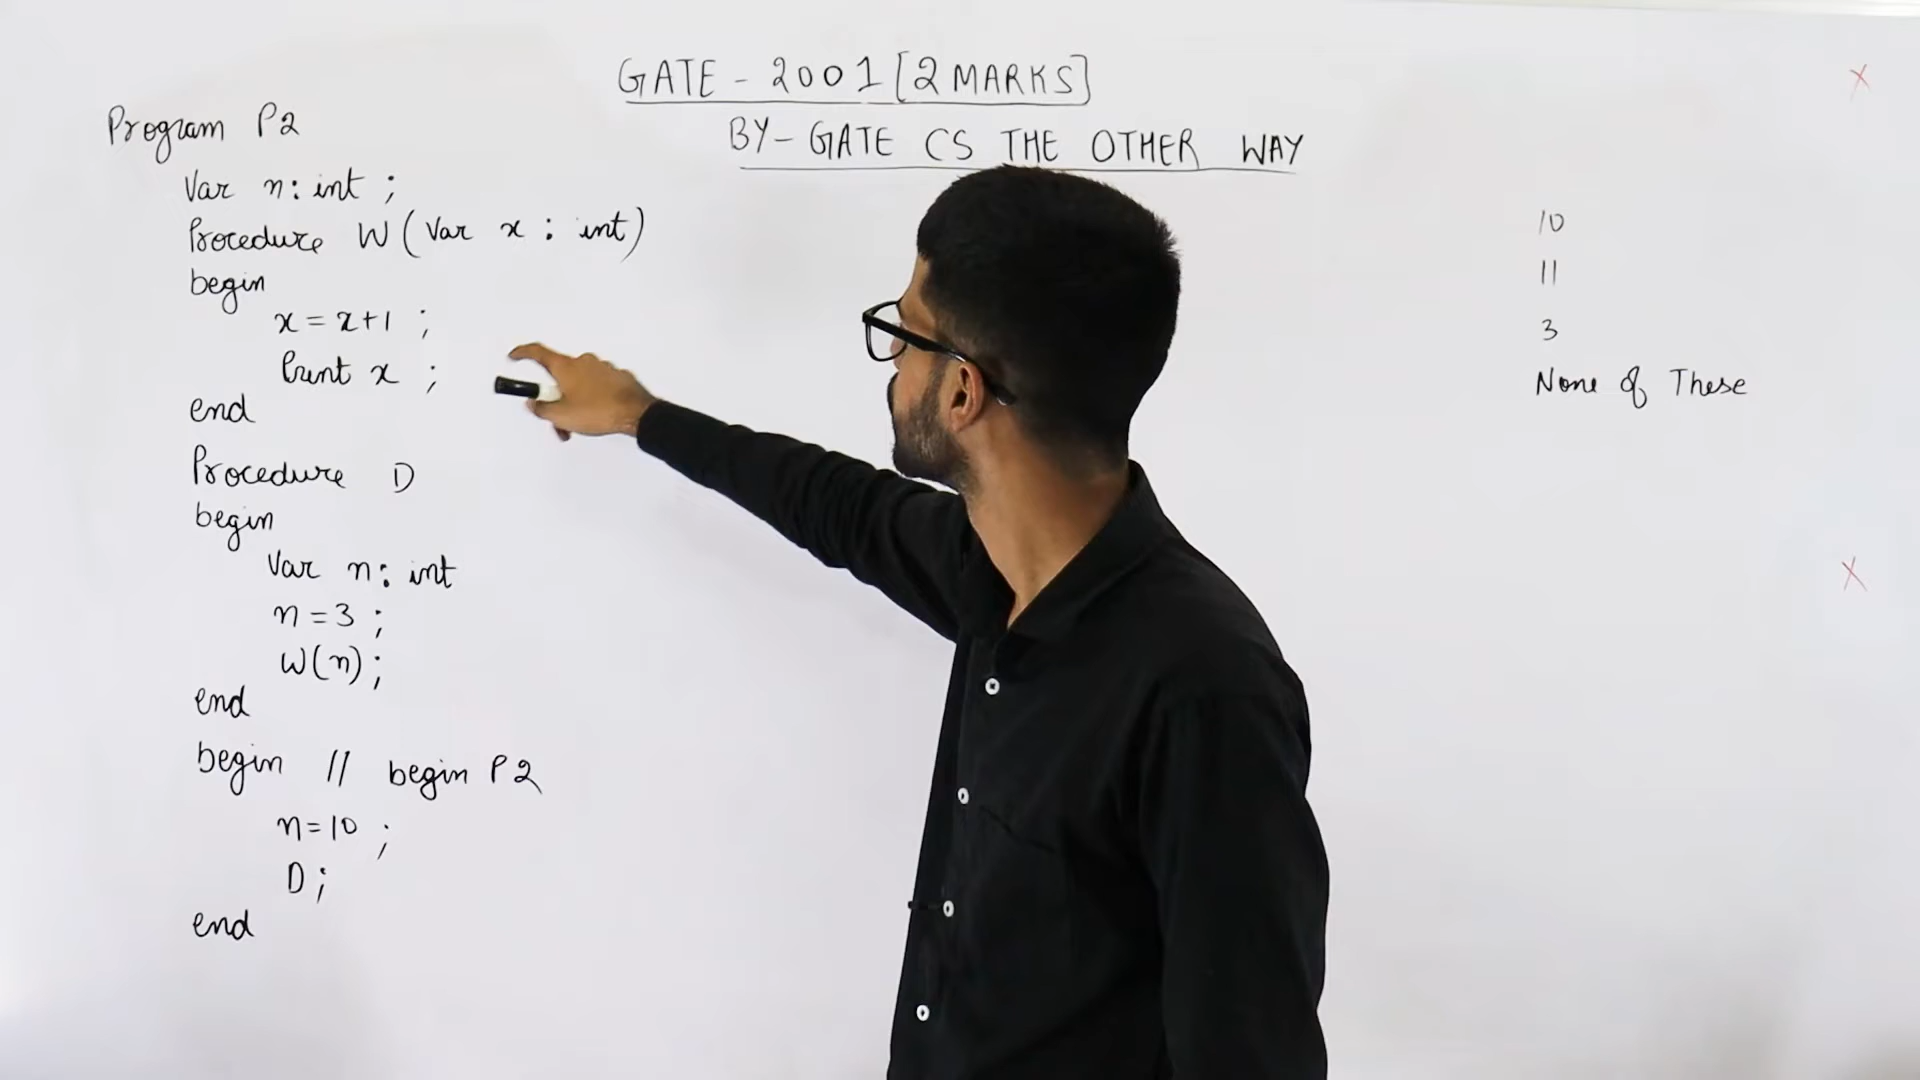 GATE - 2001 [2 MARKS]
BY - GATE CS THE OTHER WAY
Program P2
Var n: int ;
Procedure W (Var x : int)
begin
x = x+1 ;
Print x ;
end
Procedure D
begin
Var n: int
n = 3 ;
W(n) ;
end
begin // begin P2
n=10 ;
D ;
end
10
11
3
None of These
X
X